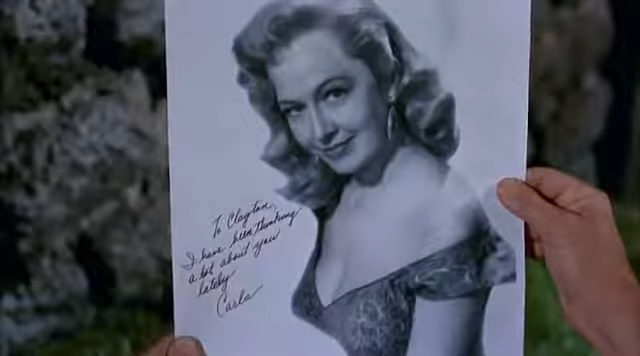 To Clayton,
I have been thinking
a lot about you
lately
Carla